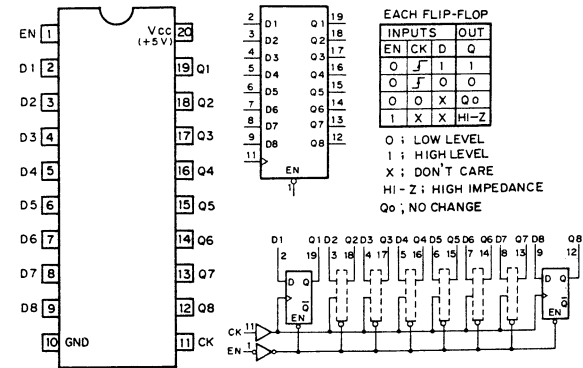 EN 1
VCC 20
(+5V)
D1 2
19 Q1
D2 3
18 Q2
D3 4
17 Q3
D4 5
16 Q4
D5 6
15 Q5
D6 7
14 Q6
D7 8
13 Q7
D8 9
12 Q8
10 GND
11 CK
2 D1 Q1 19
3 D2 Q2 18
4 D3 Q3 17
5 D4 Q4 16
6 D5 Q5 15
7 D6 Q6 14
8 D7 Q7 13
9 D8 Q8 12
11
EN
1
EACH FLIP-FLOP
INPUTS OUT
EN CK D Q
0 1 1
0 0 0
0 0 X Qo
1 X X HI-Z
0 ; LOW LEVEL
1 ; HIGH LEVEL
X ; DON'T CARE
HI-Z ; HIGH IMPEDANCE
Qo ; NO CHANGE
D1 Q1 D2 Q2 D3 Q3 D4 Q4 D5 Q5 D6 Q6 D7 Q7 D8 Q8
2 19 3 18 4 17 5 16 6 15 7 14 8 13 9 12
D Q
Q
EN
D Q
Q
EN
CK 11
EN 1